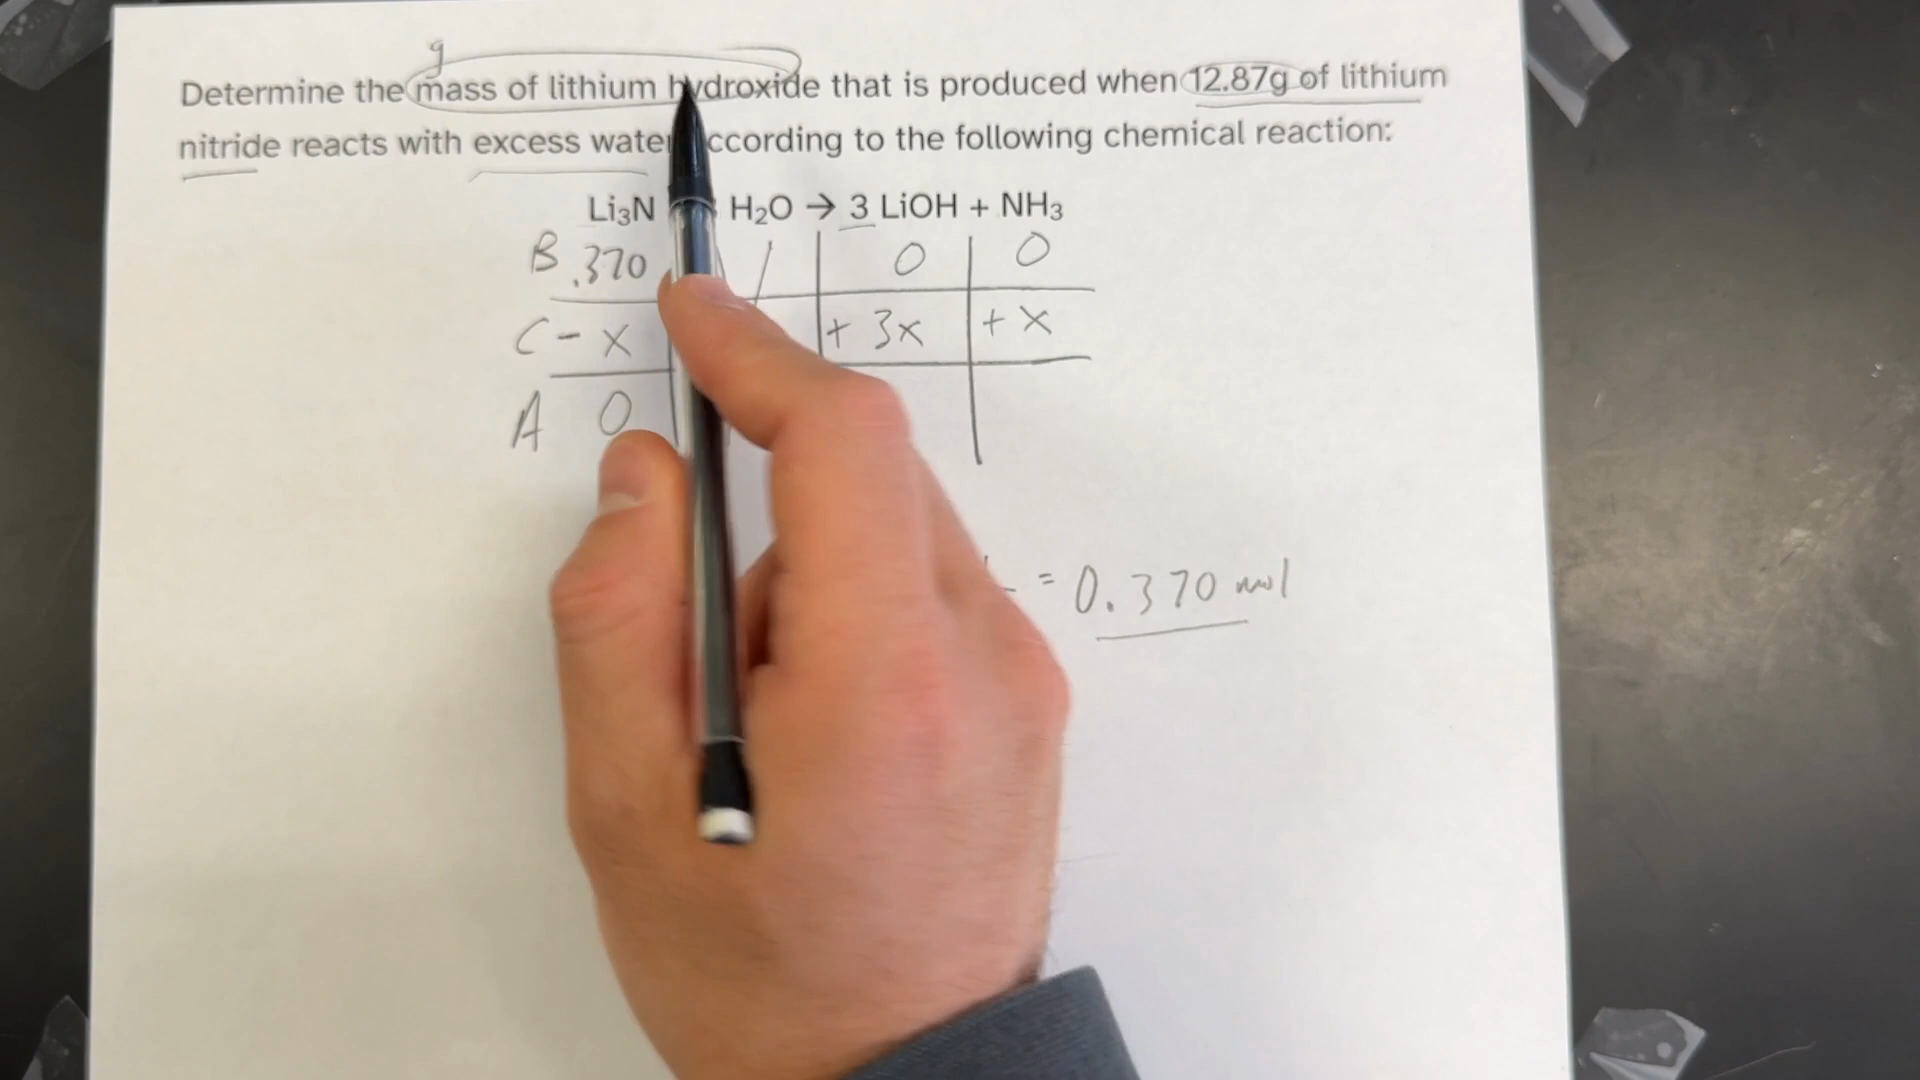 g
Determine the mass of lithium hydroxide that is produced when 12.87g of lithium
nitride reacts with excess water according to the following chemical reaction:
Li₃N H₂O → 3 LiOH + NH₃
B .370 0 0
C - x + 3x + x
A 0
= 0.370 mol